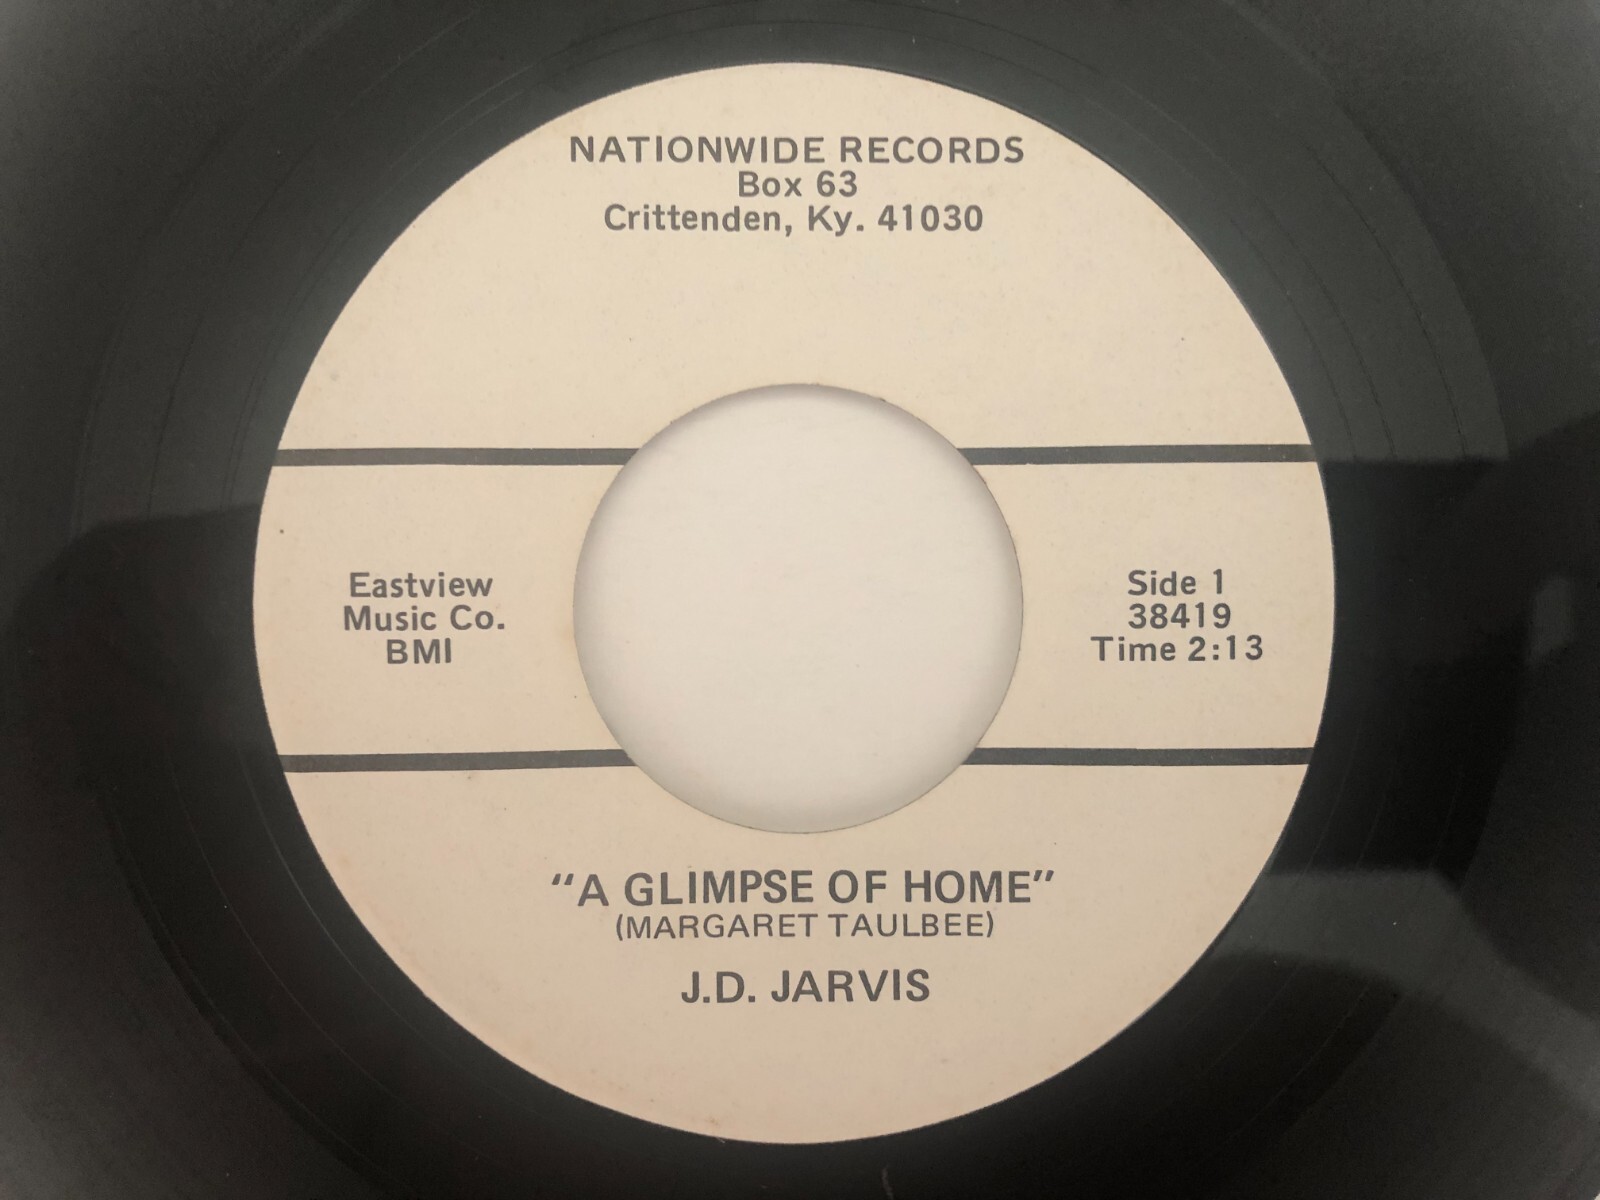 NATIONWIDE RECORDS
Box 63
Crittenden, Ky. 41030
Eastview
Music Co.
BMI
Side 1
38419
Time 2:13
"A GLIMPSE OF HOME"
(MARGARET TAULBEE)
J.D. JARVIS